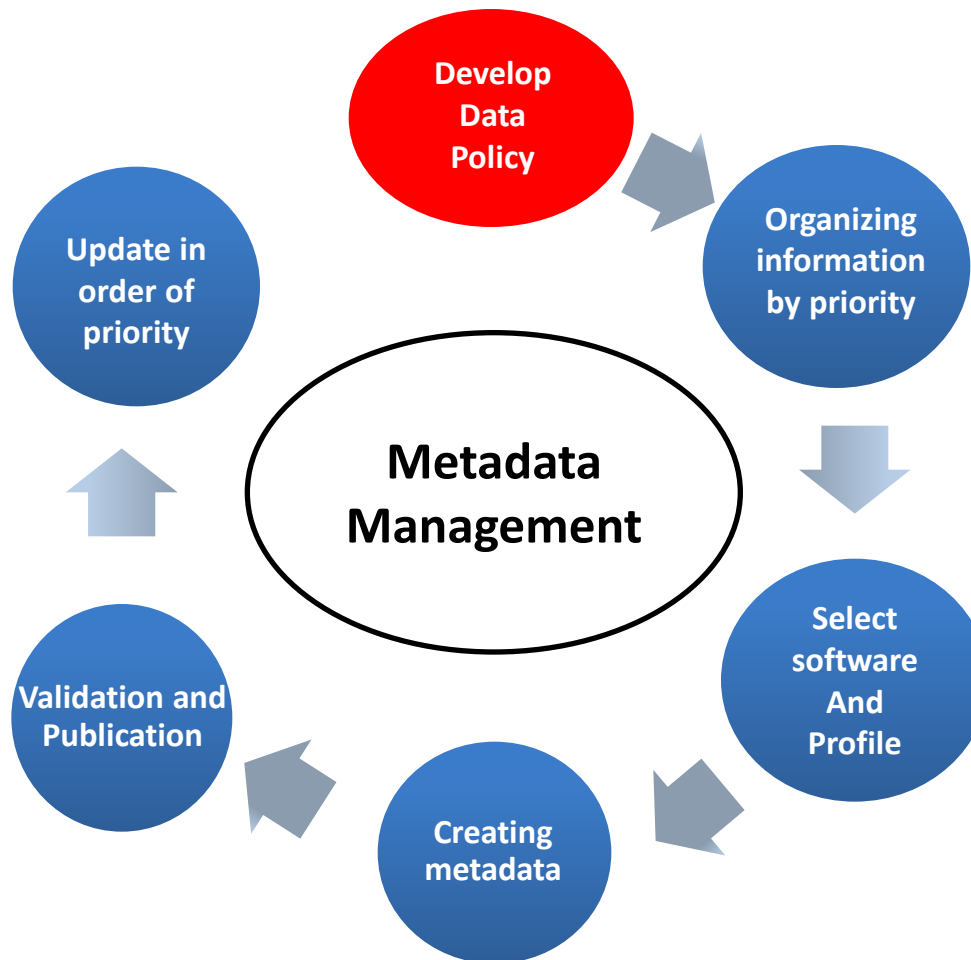 Develop
Data
Policy
Organizing
information
by priority
Select
software
And
Profile
Creating
metadata
Validation and
Publication
Update in
order of
priority
Metadata
Management